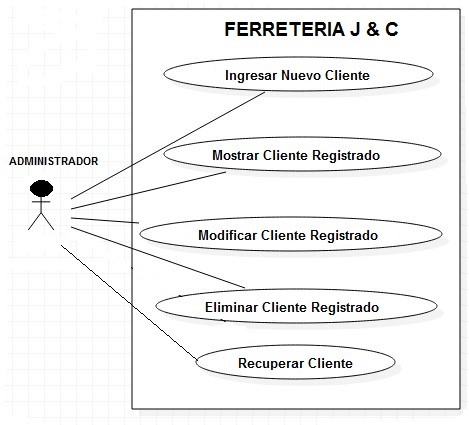 FERRETERIA J & C
Ingresar Nuevo Cliente
ADMINISTRADOR
Mostrar Cliente Registrado
Modificar Cliente Registrado
Eliminar Cliente Registrado
Recuperar Cliente